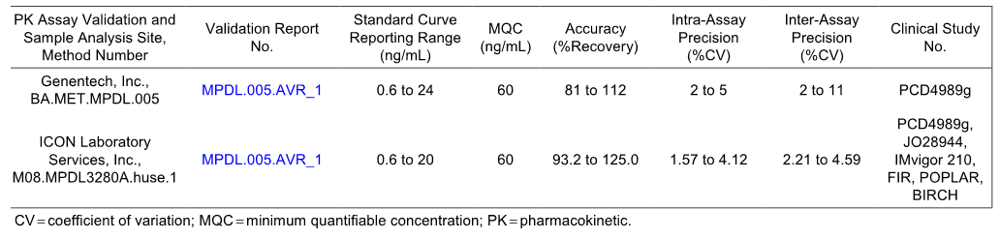 PK Assay Validation and Sample Analysis Site, Method Number | Validation Report No. | Standard Curve Reporting Range (ng/mL) | MQC (ng/mL) | Accuracy (%Recovery) | Intra-Assay Precision (%CV) | Inter-Assay Precision (%CV) | Clinical Study No.
Genentech, Inc., BA.MET.MPDL.005 | MPDL.005.AVR_1 | 0.6 to 24 | 60 | 81 to 112 | 2 to 5 | 2 to 11 | PCD4989g
ICON Laboratory Services, Inc., M08.MPDL3280A.huse.1 | MPDL.005.AVR_1 | 0.6 to 20 | 60 | 93.2 to 125.0 | 1.57 to 4.12 | 2.21 to 4.59 | PCD4989g, JO28944, IMvigor 210, FIR, POPLAR, BIRCH
CV = coefficient of variation; MQC = minimum quantifiable concentration; PK = pharmacokinetic.